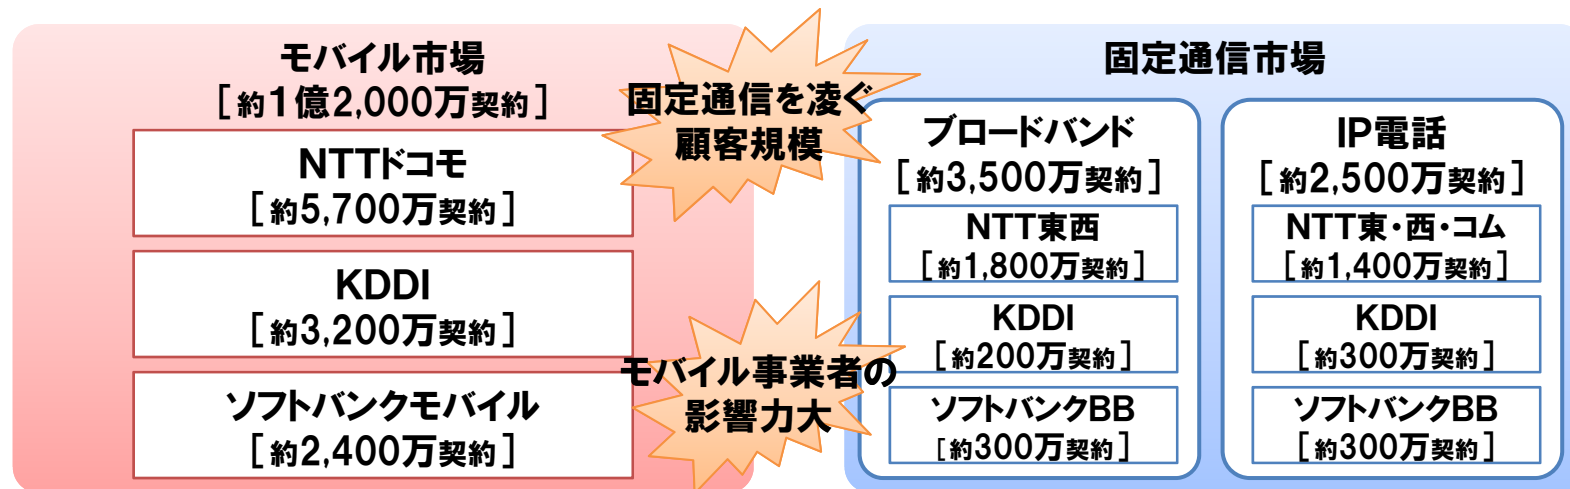 モバイル市場
[約1億2,000万契約]
NTTドコモ
[約5,700万契約]
KDDI
[約3,200万契約]
ソフトバンクモバイル
[約2,400万契約]
固定通信を凌ぐ
顧客規模
モバイル事業者の
影響力大
固定通信市場
ブロードバンド
[約3,500万契約]
NTT東西
[約1,800万契約]
KDDI
[約200万契約]
ソフトバンクBB
[約300万契約]
IP電話
[約2,500万契約]
NTT東・西・コム
[約1,400万契約]
KDDI
[約300万契約]
ソフトバンクBB
[約300万契約]